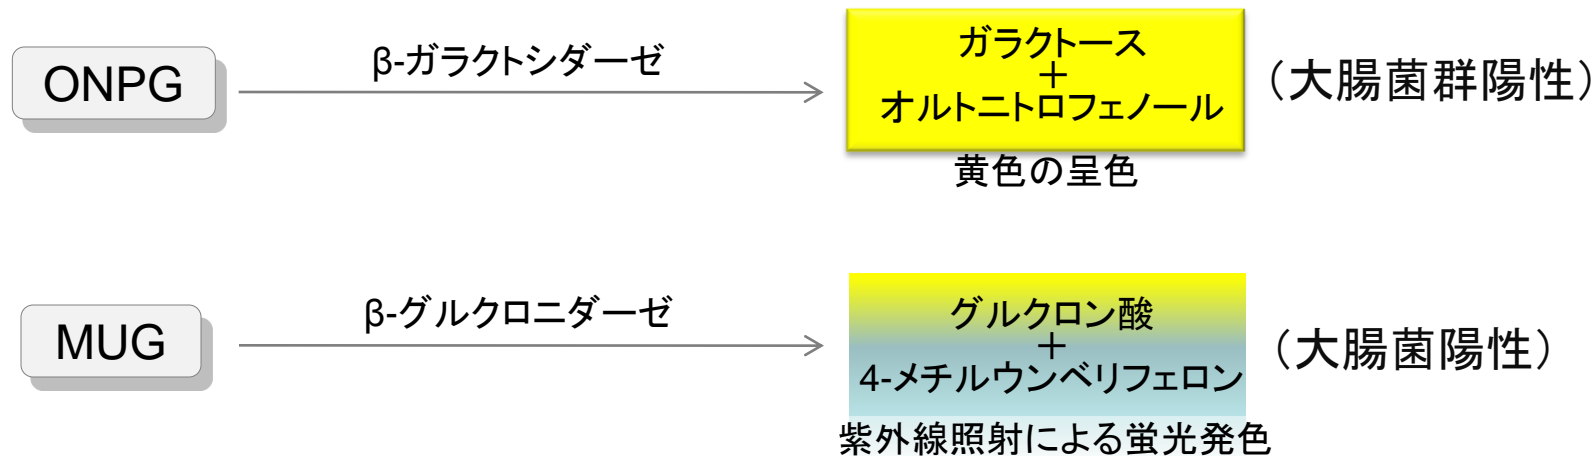 ONPG
β-ガラクトシダーゼ
ガラクトース
＋
オルトニトロフェノール
（大腸菌群陽性）
黄色の呈色
MUG
β-グルクロニダーゼ
グルクロン酸
＋
4-メチルウンベリフェロン
（大腸菌陽性）
紫外線照射による蛍光発色